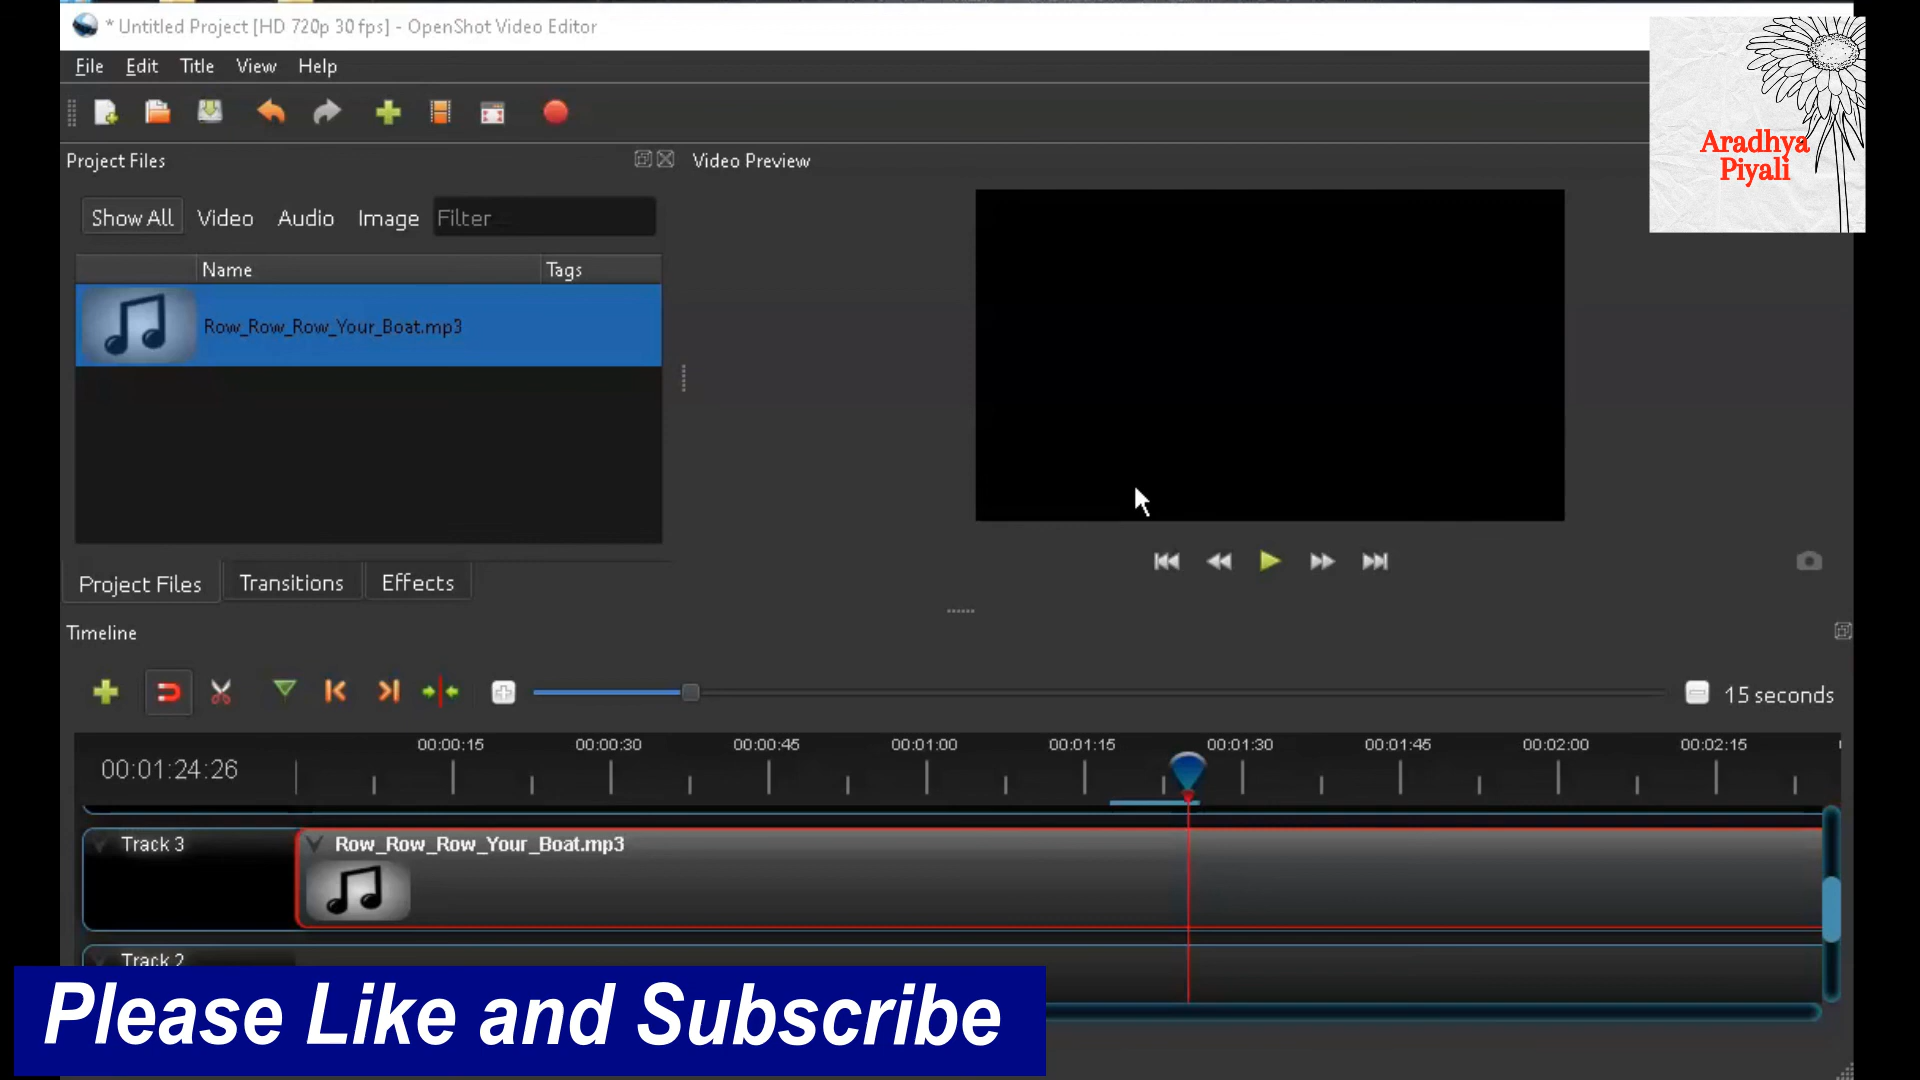 * Untitled Project [HD 720p 30 fps] - OpenShot Video Editor
File Edit Title View Help
Aradhya
Piyali
Project Files
Video Preview
Show All Video Audio Image Filter
Name Tags
Row_Row_Row_Your_Boat.mp3
Project Files Transitions Effects
Timeline
15 seconds
00:01:24:26
00:00:15 00:00:30 00:00:45 00:01:00 00:01:15 00:01:30 00:01:45 00:02:00 00:02:15
Track 3
Row_Row_Row_Your_Boat.mp3
Track 2
Please Like and Subscribe